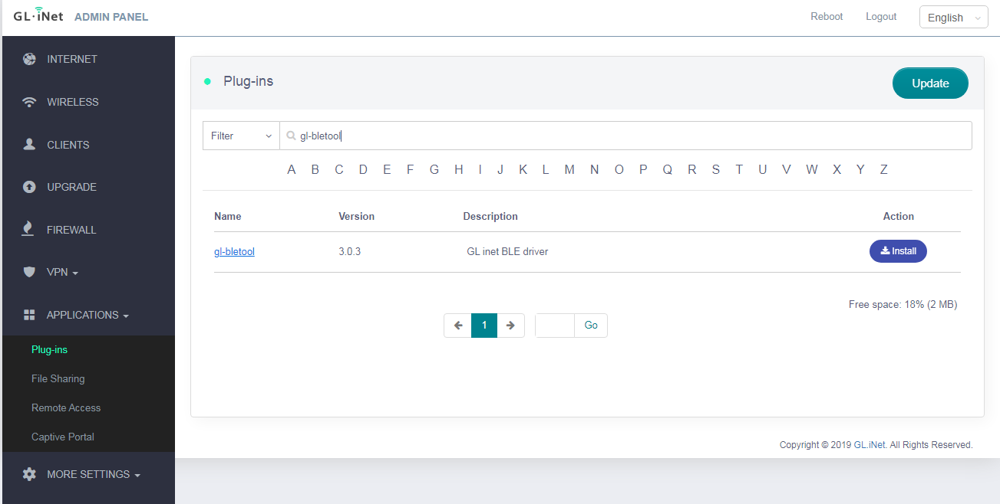 GL·iNet ADMIN PANEL
Reboot Logout English
INTERNET
WIRELESS
CLIENTS
UPGRADE
FIREWALL
VPN
APPLICATIONS
Plug-ins
File Sharing
Remote Access
Captive Portal
MORE SETTINGS
Plug-ins Update
Filter gl-bletool
A B C D E F G H I J K L M N O P Q R S T U V W X Y Z
Name Version Description Action
gl-bletool 3.0.3 GL inet BLE driver Install
Free space: 18% (2 MB)
1 Go
Copyright © 2019 GL.iNet. All Rights Reserved.